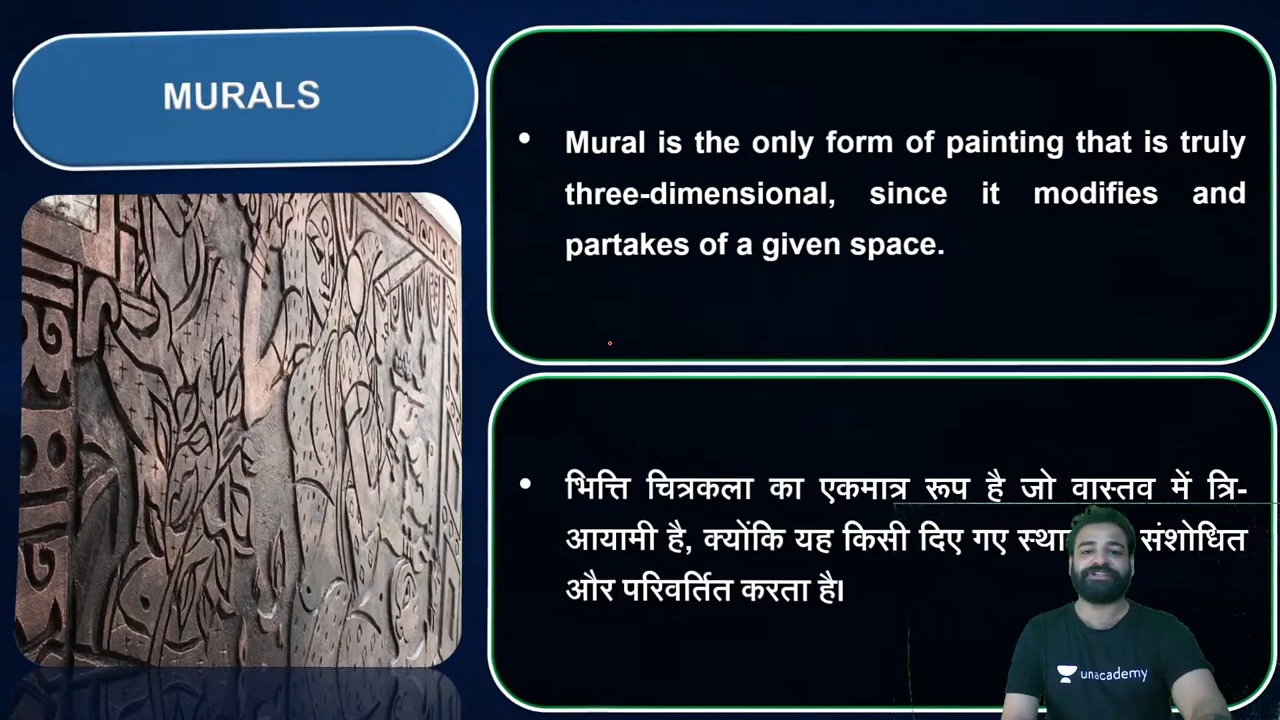 MURALS
• Mural is the only form of painting that is truly
three-dimensional, since it modifies and
partakes of a given space.
• भित्ति चित्रकला का एकमात्र रूप है जो वास्तव में त्रि-
आयामी है, क्योंकि यह किसी दिए गए संशोधित
और परिवर्तित करता है।
unacademy